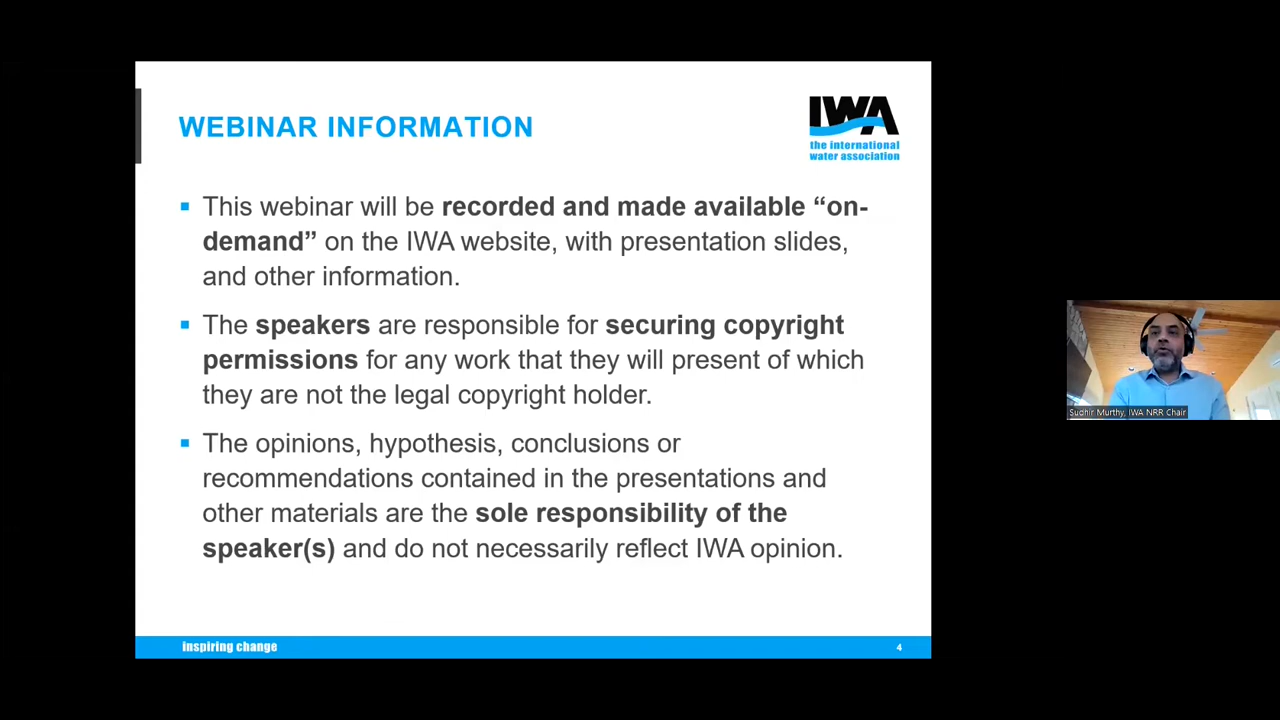 WEBINAR INFORMATION
IWA
the international
water association
▪ This webinar will be recorded and made available “on-
demand” on the IWA website, with presentation slides,
and other information.
▪ The speakers are responsible for securing copyright
permissions for any work that they will present of which
they are not the legal copyright holder.
▪ The opinions, hypothesis, conclusions or
recommendations contained in the presentations and
other materials are the sole responsibility of the
speaker(s) and do not necessarily reflect IWA opinion.
inspiring change
4
Sudhir Murthy, IWA NRR Chair